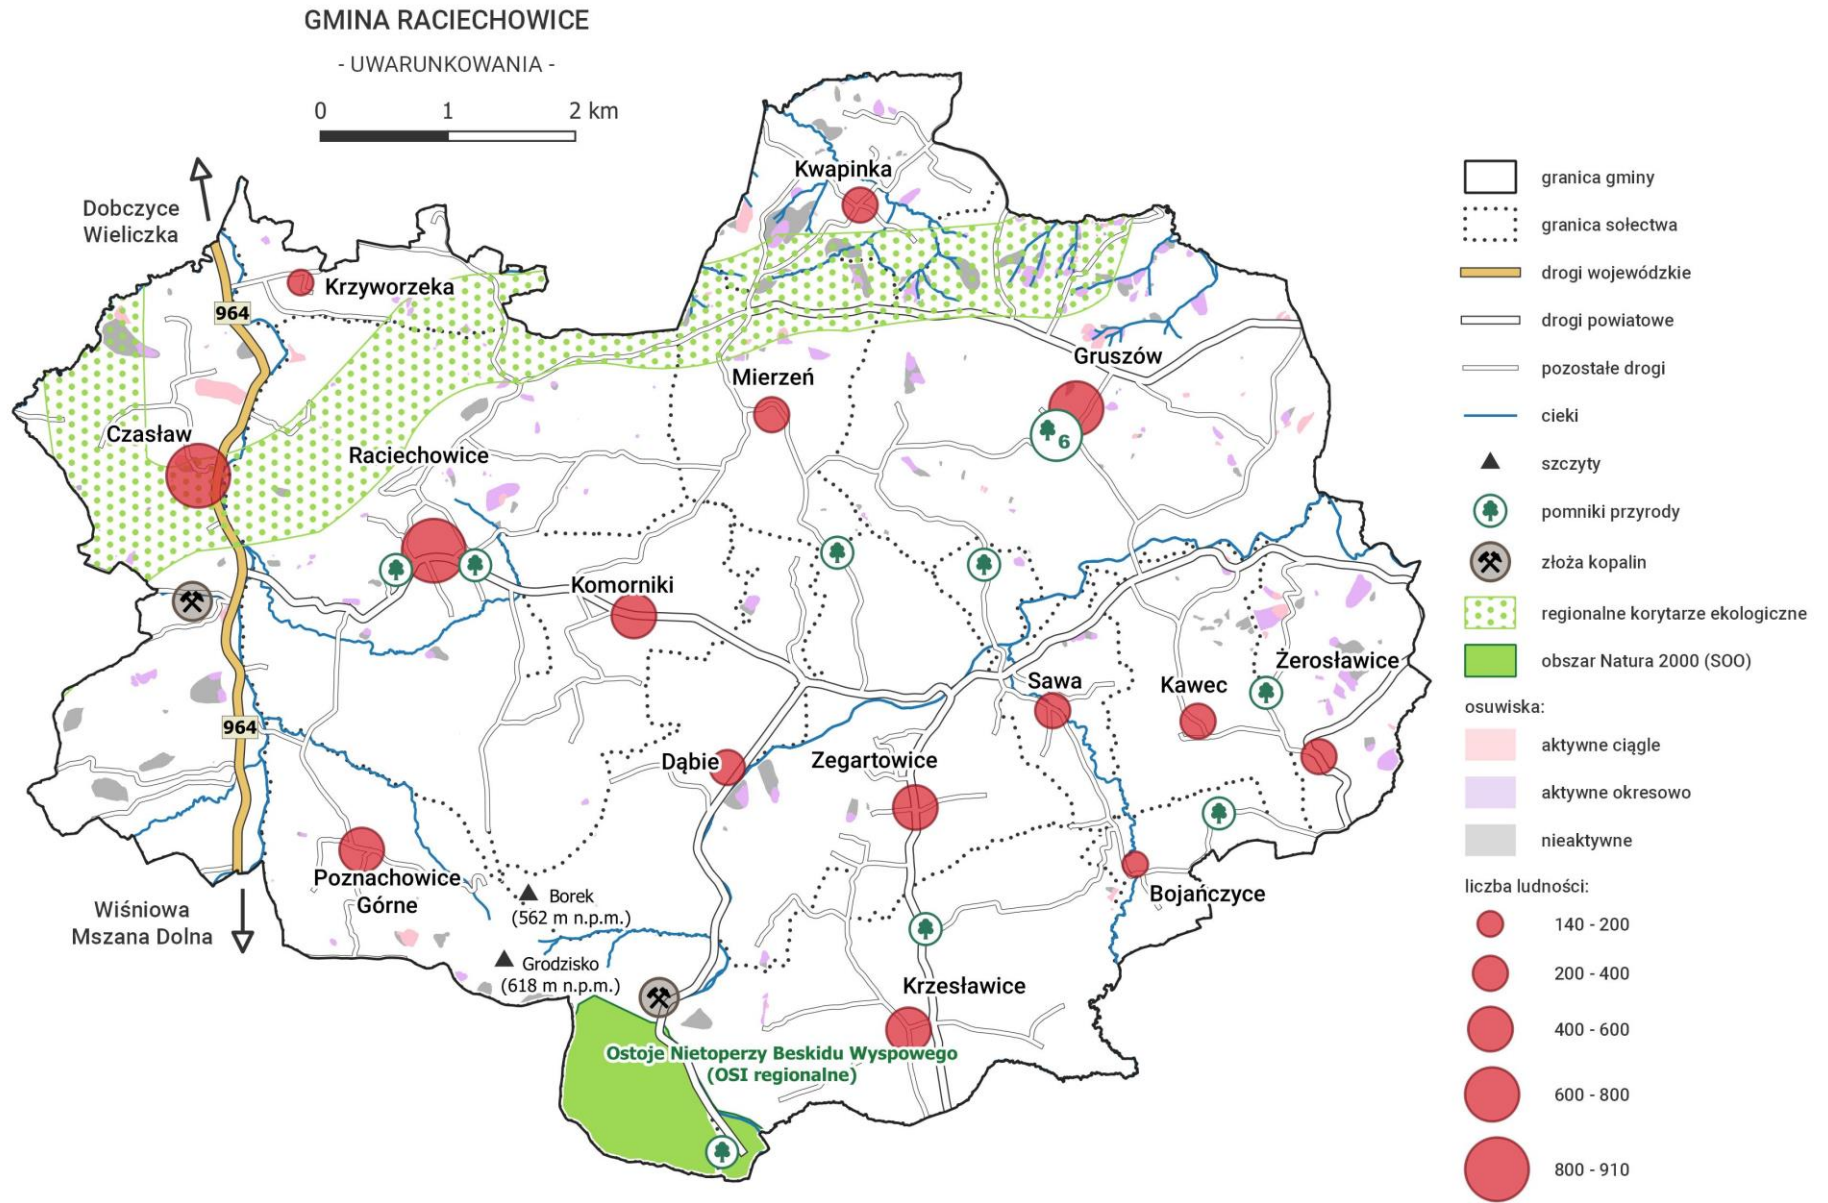 GMINA RACIECHOWICE
- UWARUNKOWANIA -
0 1 2 km
Dobczyce
Wieliczka
Kwapinka
Krzyworzeka
964
Gruszów
6
Mierzeń
Czasław
Raciechowice
Komorniki
Żerosławice
Sawa
Kawec
964
Dąbie
Zegartowice
Poznachowice
Górne
Borek
(562 m n.p.m.)
Bojańczyce
Wiśniowa
Mszana Dolna
Grodzisko
(618 m n.p.m.)
Krzesławice
Ostoje Nietoperzy Beskidu Wyspowego
(OSI regionalne)
granica gminy
granica sołectwa
drogi wojewódzkie
drogi powiatowe
pozostałe drogi
cieki
szczyty
pomniki przyrody
złoża kopalin
regionalne korytarze ekologiczne
obszar Natura 2000 (SOO)
osuwiska:
aktywne ciągle
aktywne okresowo
nieaktywne
liczba ludności:
140 - 200
200 - 400
400 - 600
600 - 800
800 - 910